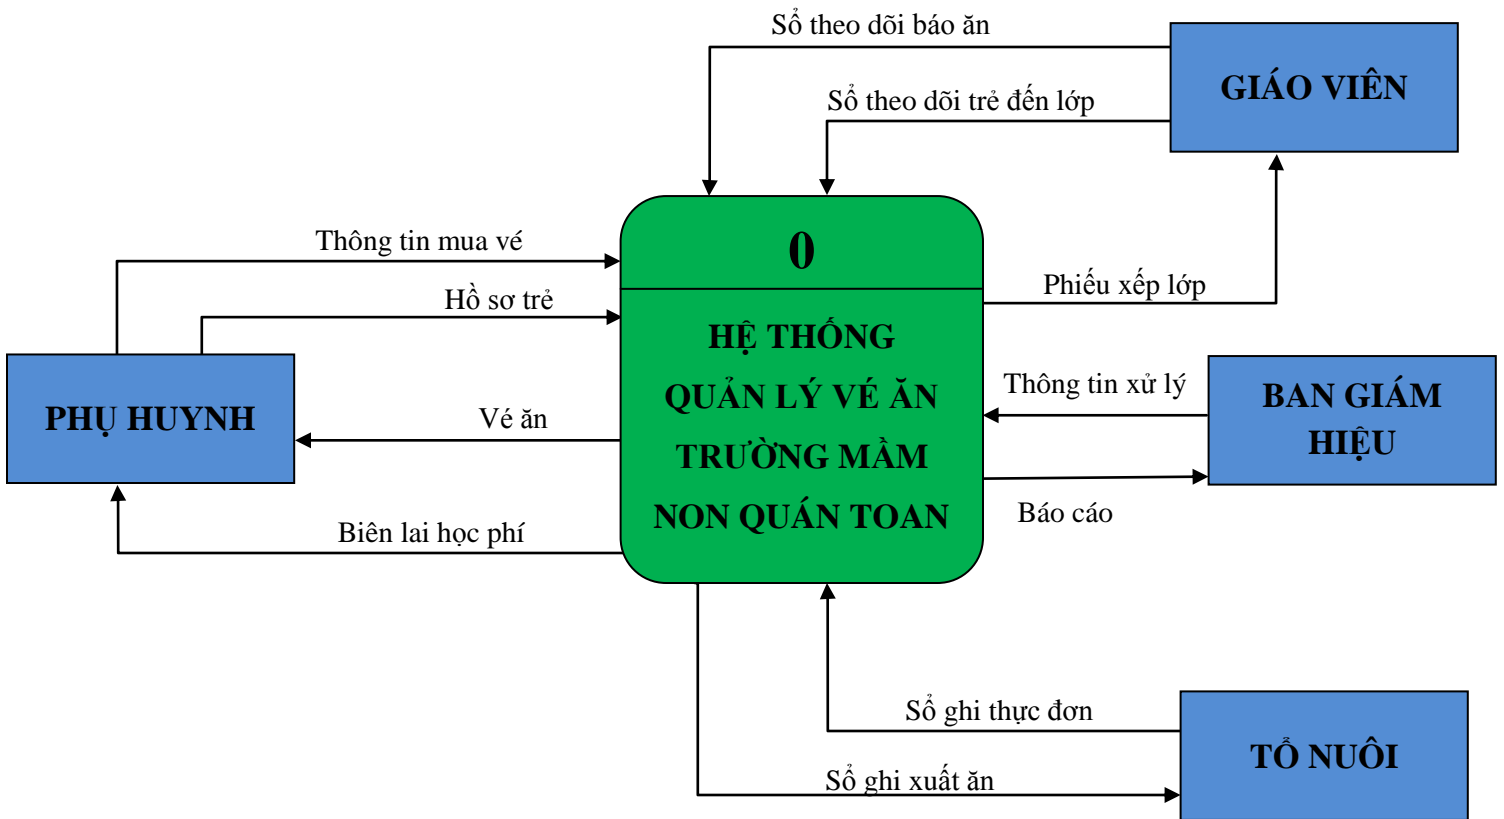 Sổ theo dõi báo ăn
GIÁO VIÊN
Sổ theo dõi trẻ đến lớp
Thông tin mua vé
0
Phiếu xếp lớp
Hồ sơ trẻ
HỆ THỐNG
QUẢN LÝ VÉ ĂN
TRƯỜNG MẦM
NON QUÁN TOAN
PHỤ HUYNH
Vé ăn
Thông tin xử lý
BAN GIÁM
HIỆU
Báo cáo
Biên lai học phí
Sổ ghi thực đơn
TỔ NUÔI
Sổ ghi xuất ăn